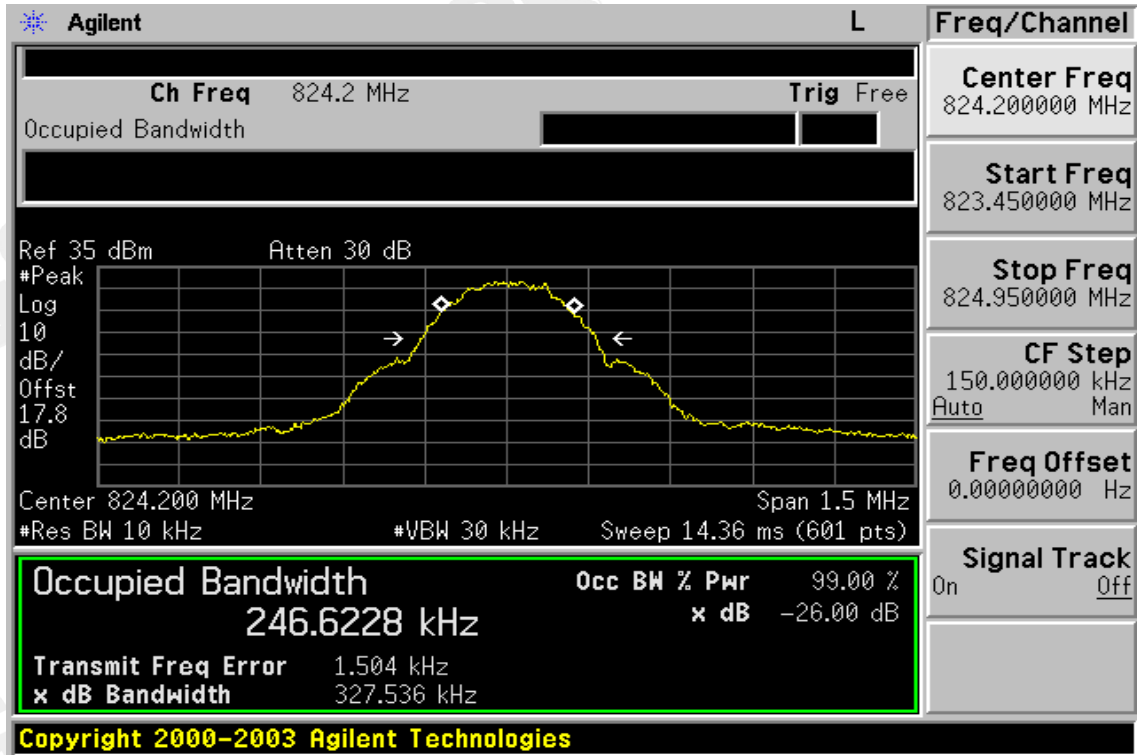 Agilent L
Ch Freq 824.2 MHz Trig Free
Occupied Bandwidth
Ref 35 dBm Atten 30 dB
#Peak
Log
10
dB/
Offst
17.8
dB
Center 824.200 MHz Span 1.5 MHz
#Res BW 10 kHz #VBW 30 kHz Sweep 14.36 ms (601 pts)
Occupied Bandwidth Occ BW % Pwr 99.00 %
246.6228 kHz x dB -26.00 dB
Transmit Freq Error 1.504 kHz
x dB Bandwidth 327.536 kHz
Copyright 2000-2003 Agilent Technologies
Freq/Channel
Center Freq
824.200000 MHz
Start Freq
823.450000 MHz
Stop Freq
824.950000 MHz
CF Step
150.000000 kHz
Auto Man
Freq Offset
0.00000000 Hz
Signal Track
On Off